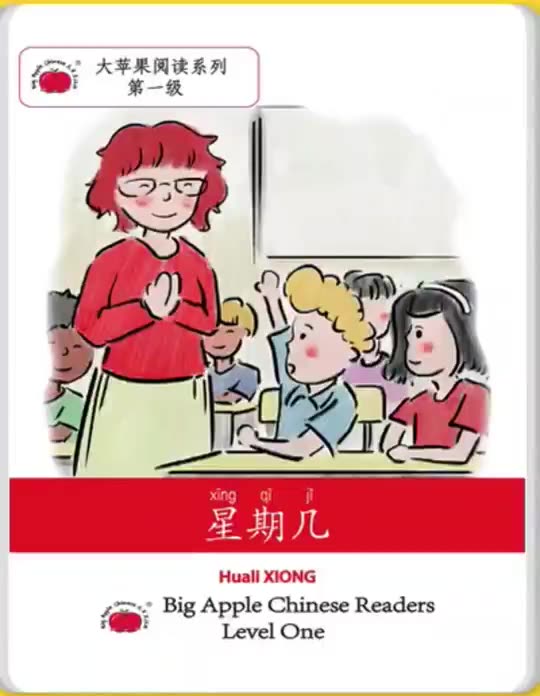 大苹果阅读系列
第一级
xīng qī jǐ
星期几
Huali XIONG
Big Apple Chinese Readers
Level One